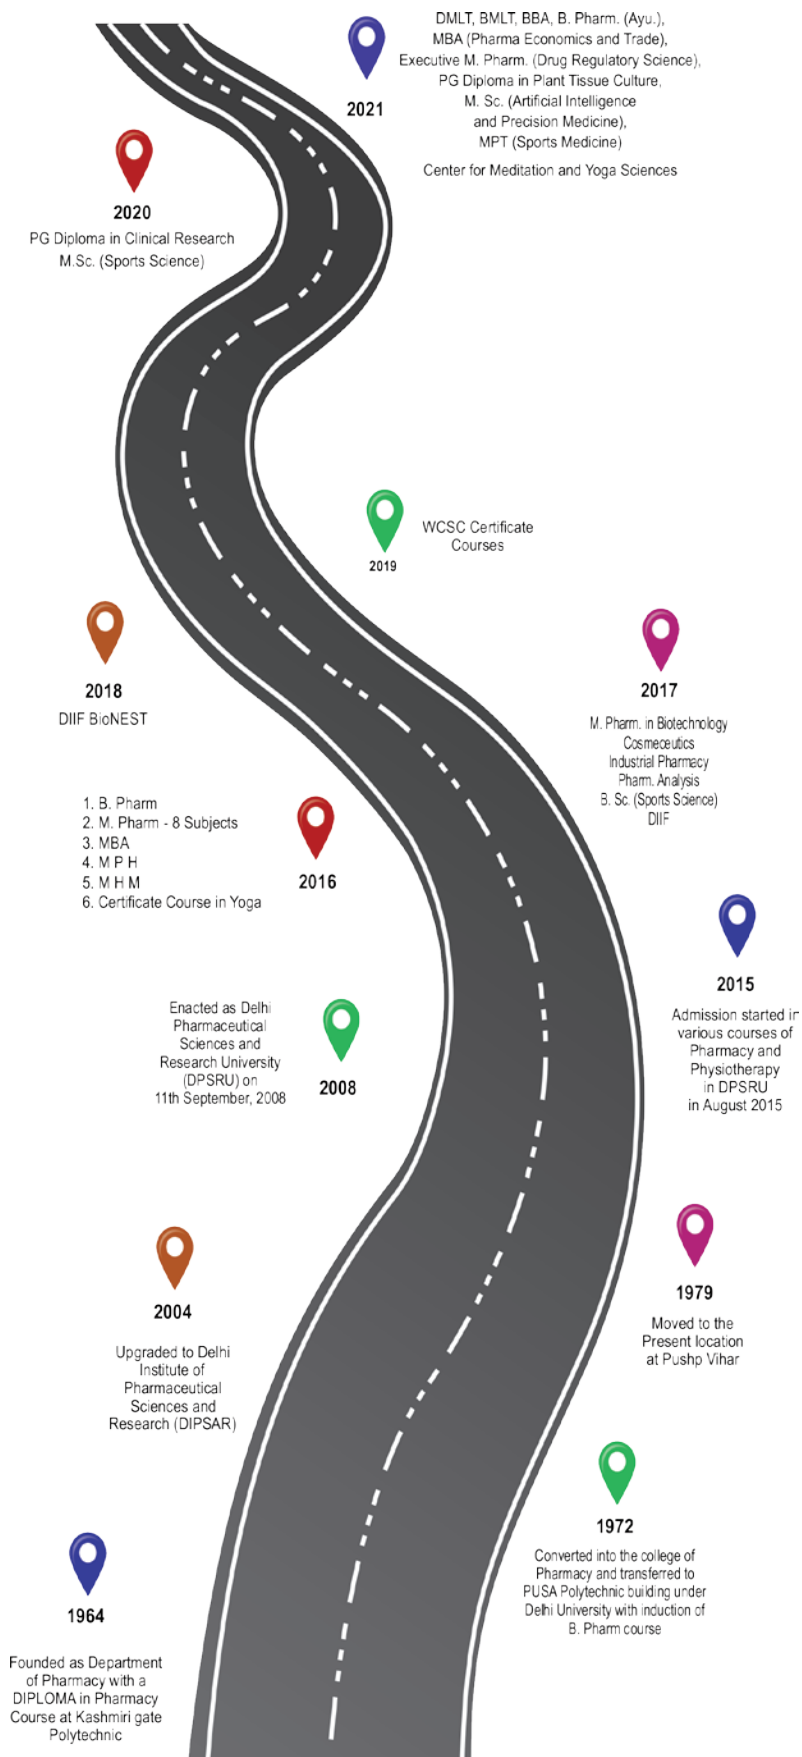 2021
DMLT, BMLT, BBA, B. Pharm. (Ayu.),
MBA (Pharma Economics and Trade),
Executive M. Pharm. (Drug Regulatory Science),
PG Diploma in Plant Tissue Culture,
M. Sc. (Artificial Intelligence
and Precision Medicine),
MPT (Sports Medicine)
Center for Meditation and Yoga Sciences
2020
PG Diploma in Clinical Research
M.Sc. (Sports Science)
2019
WCSC Certificate
Courses
2018
DIIF BioNEST
2017
M. Pharm. in Biotechnology
Cosmeceutics
Industrial Pharmacy
Pharm. Analysis
B. Sc. (Sports Science)
DIIF
1. B. Pharm
2. M. Pharm - 8 Subjects
3. MBA
4. M P H
5. M H M
6. Certificate Course in Yoga
2016
2015
Admission started in
various courses of
Pharmacy and
Physiotherapy
in DPSRU
in August 2015
Enacted as Delhi
Pharmaceutical
Sciences and
Research University
(DPSRU) on
11th September, 2008
2008
2004
Upgraded to Delhi
Institute of
Pharmaceutical
Sciences and
Research (DIPSAR)
1979
Moved to the
Present location
at Pushp Vihar
1972
Converted into the college of
Pharmacy and transferred to
PUSA Polytechnic building under
Delhi University with induction of
B. Pharm course
1964
Founded as Department
of Pharmacy with a
DIPLOMA in Pharmacy
Course at Kashmiri gate
Polytechnic